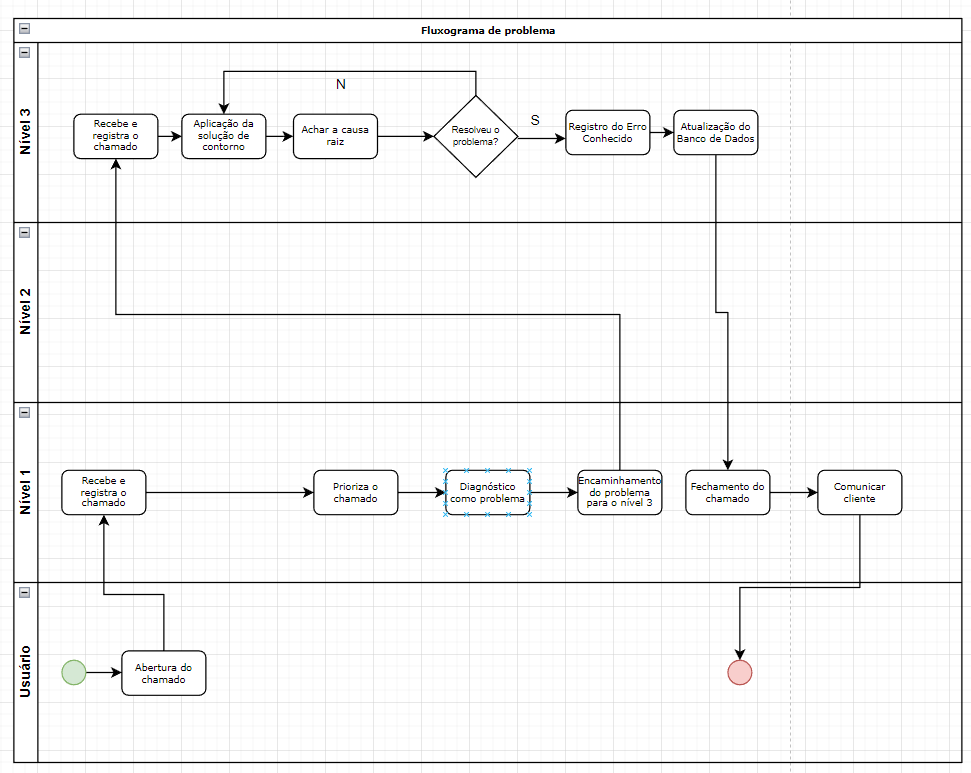 Fluxograma de problema
Nível 3
N
Recebe e
registra o
chamado
Aplicação da
solução de
contorno
Achar a causa
raiz
Resolveu o
problema?
S
Registro do Erro
Conhecido
Atualização do
Banco de Dados
Nível 2
Nível 1
Recebe e
registra o
chamado
Prioriza o
chamado
Diagnóstico
como problema
Encaminhamento
do problema
para o nível 3
Fechamento do
chamado
Comunicar
cliente
Usuário
Abertura do
chamado